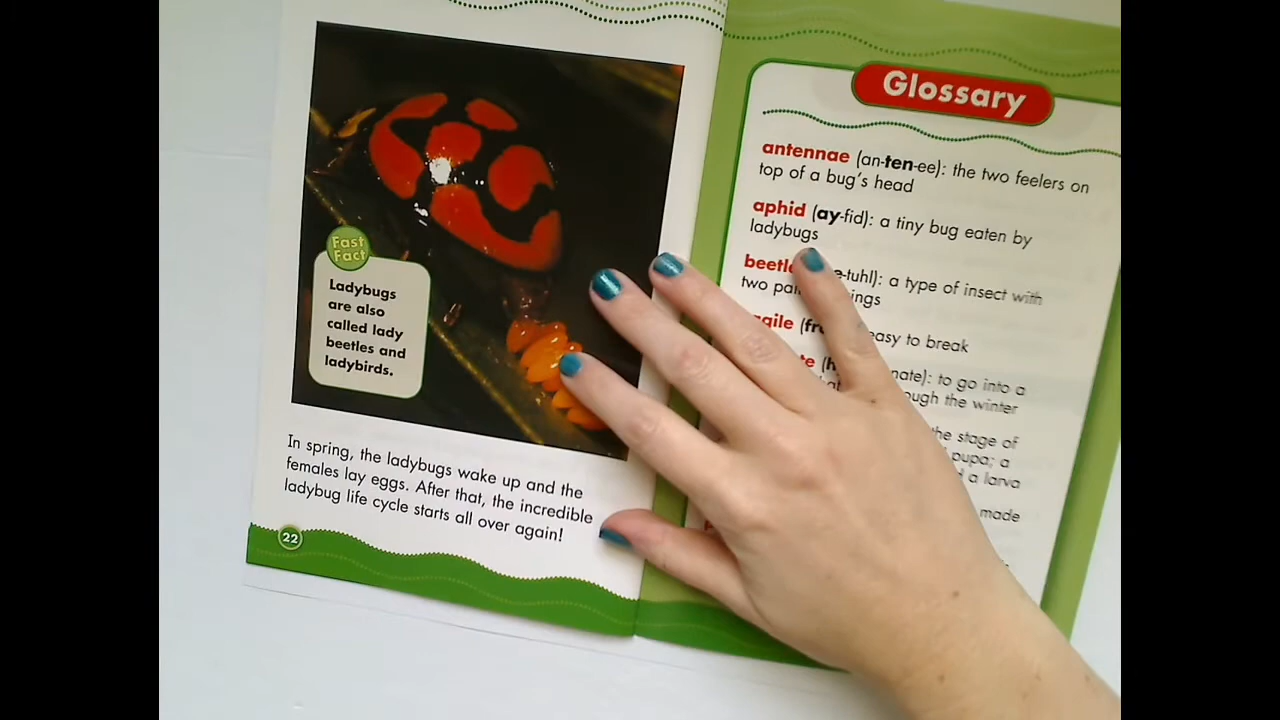 Fast
Fact
Ladybugs
are also
called lady
beetles and
ladybirds.
In spring, the ladybugs wake up and the
females lay eggs. After that, the incredible
ladybug life cycle starts all over again!
22
Glossary
antennae (an-ten-ee): the two feelers on
top of a bug's head
aphid (ay-fid): a tiny bug eaten by
ladybugs
a type of insect with
two
easy to break
to go into a
the winter
the stage of
pupa; a
a larva
made